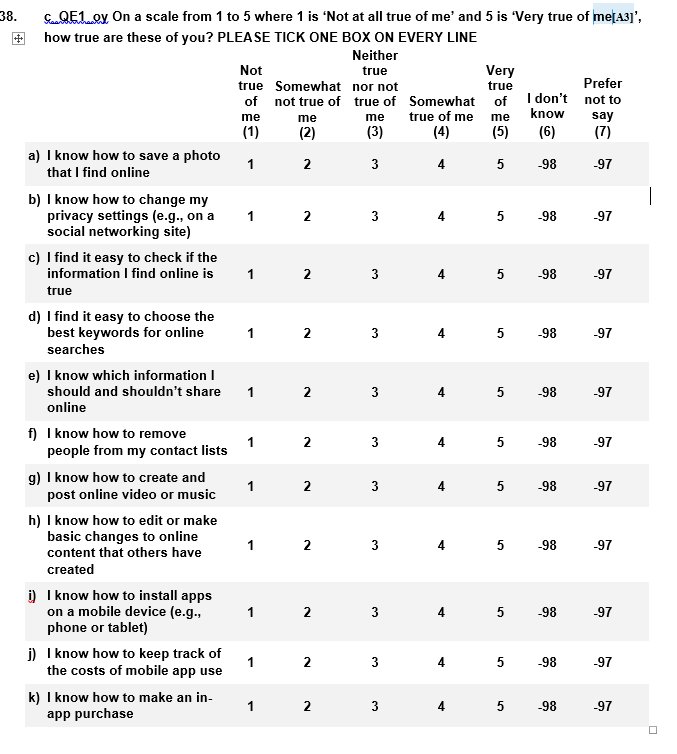 38. c_QE1_oy On a scale from 1 to 5 where 1 is ‘Not at all true of me’ and 5 is ‘Very true of me[A3]’,
how true are these of you? PLEASE TICK ONE BOX ON EVERY LINE
Not true of me (1) Somewhat not true of me (2) Neither true nor not true of me (3) Somewhat true of me (4) Very true of me (5) I don’t know (6) Prefer not to say (7)
a) I know how to save a photo
that I find online 1 2 3 4 5 -98 -97
b) I know how to change my
privacy settings (e.g., on a 1 2 3 4 5 -98 -97
social networking site)
c) I find it easy to check if the
information I find online is 1 2 3 4 5 -98 -97
true
d) I find it easy to choose the
best keywords for online 1 2 3 4 5 -98 -97
searches
e) I know which information I
should and shouldn’t share 1 2 3 4 5 -98 -97
online
f) I know how to remove
people from my contact lists 1 2 3 4 5 -98 -97
g) I know how to create and
post online video or music 1 2 3 4 5 -98 -97
h) I know how to edit or make
basic changes to online 1 2 3 4 5 -98 -97
content that others have
created
i) I know how to install apps
on a mobile device (e.g., 1 2 3 4 5 -98 -97
phone or tablet)
j) I know how to keep track of
the costs of mobile app use 1 2 3 4 5 -98 -97
k) I know how to make an in-
app purchase 1 2 3 4 5 -98 -97